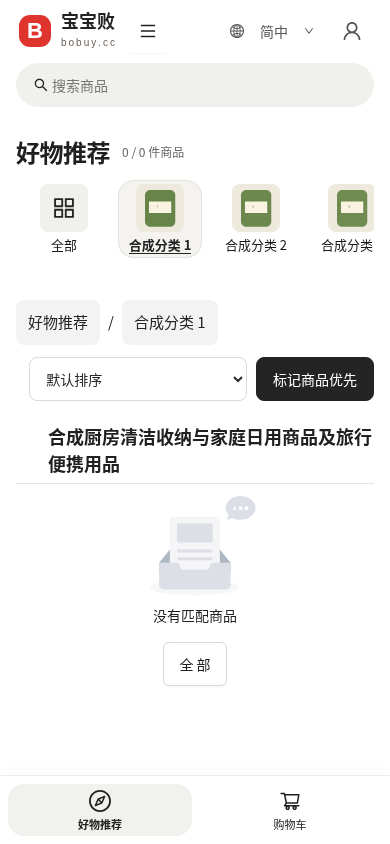 B 宝宝败
bobuy.cc
简中
搜索商品
好物推荐 0 / 0 件商品
全部 合成分类 1 合成分类 2 合成分类
好物推荐 / 合成分类 1
默认排序 标记商品优先
合成厨房清洁收纳与家庭日用商品及旅行
便携用品
没有匹配商品
全 部
好物推荐 购物车